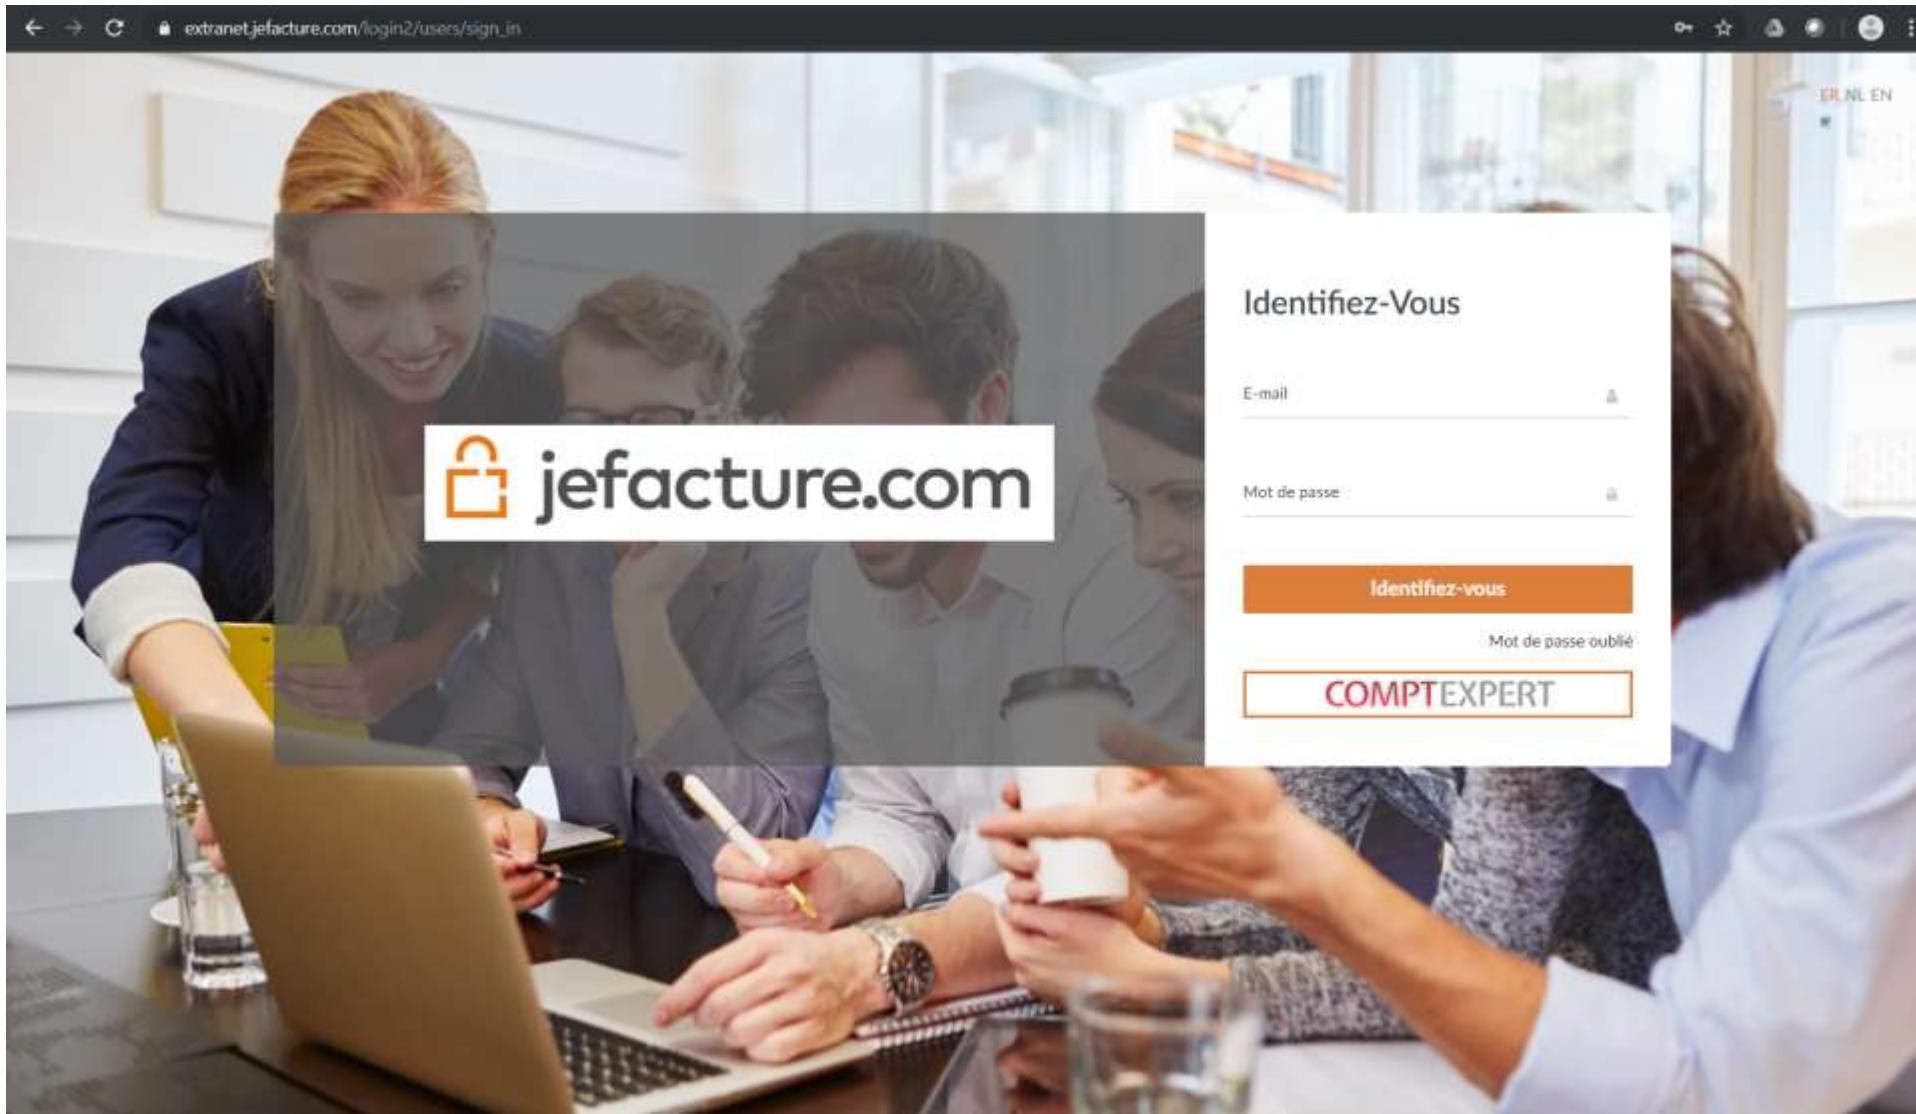 extranet.jefacture.com/login2/users/sign_in
FR NL EN
jefacture.com
Identifiez-Vous
E-mail
Mot de passe
Identifiez-vous
Mot de passe oublié
COMPTEXPERT